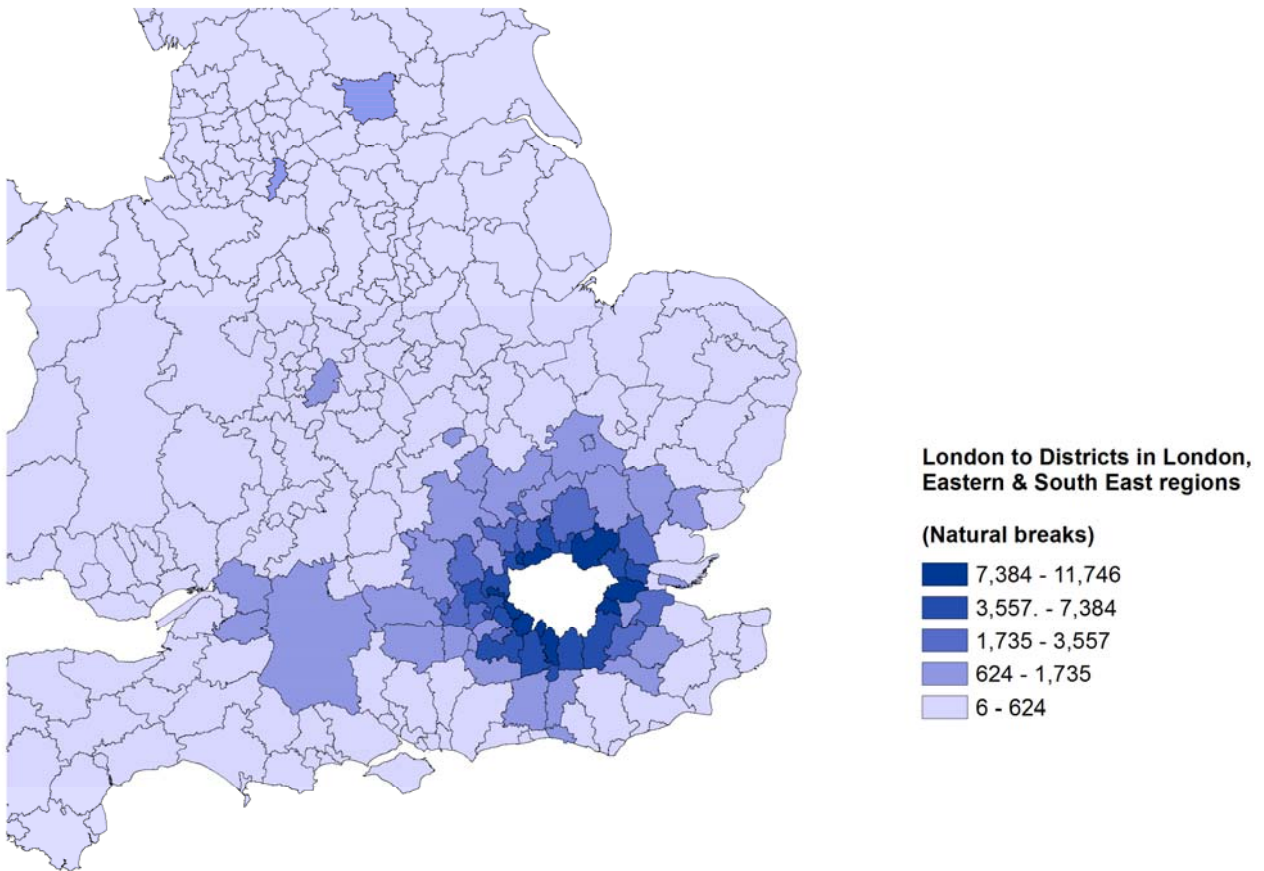 London to Districts in London,
Eastern & South East regions
(Natural breaks)
7,384 - 11,746
3,557. - 7,384
1,735 - 3,557
624 - 1,735
6 - 624